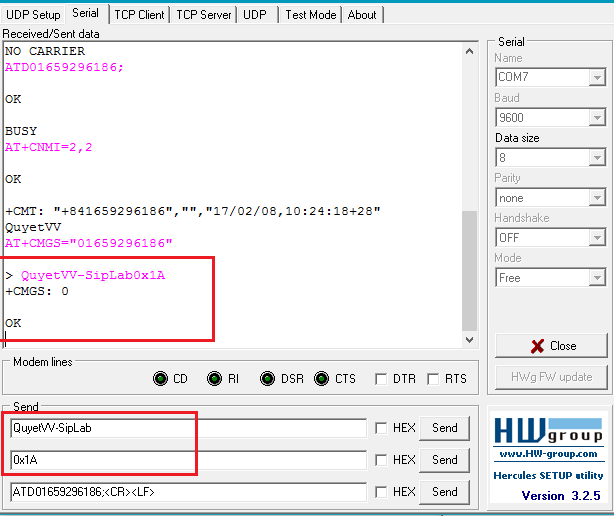 UDP Setup Serial TCP Client TCP Server UDP Test Mode About
Received/Sent data
NO CARRIER
ATD01659296186;
OK
BUSY
AT+CNMI=2,2
OK
+CMT: "+841659296186","","17/02/08,10:24:18+28"
QuyetVV
AT+CMGS="01659296186"
> QuyetVV-SipLab0x1A
+CMGS: 0
OK
Serial
Name
COM7
Baud
9600
Data size
8
Parity
none
Handshake
OFF
Mode
Free
Close
HWg FW update
Modem lines
CD RI DSR CTS DTR RTS
Send
QuyetVV-SipLab HEX Send
0x1A HEX Send
ATD01659296186;<CR><LF> HEX Send
HWgroup
www.HW-group.com
Hercules SETUP utility
Version 3.2.5